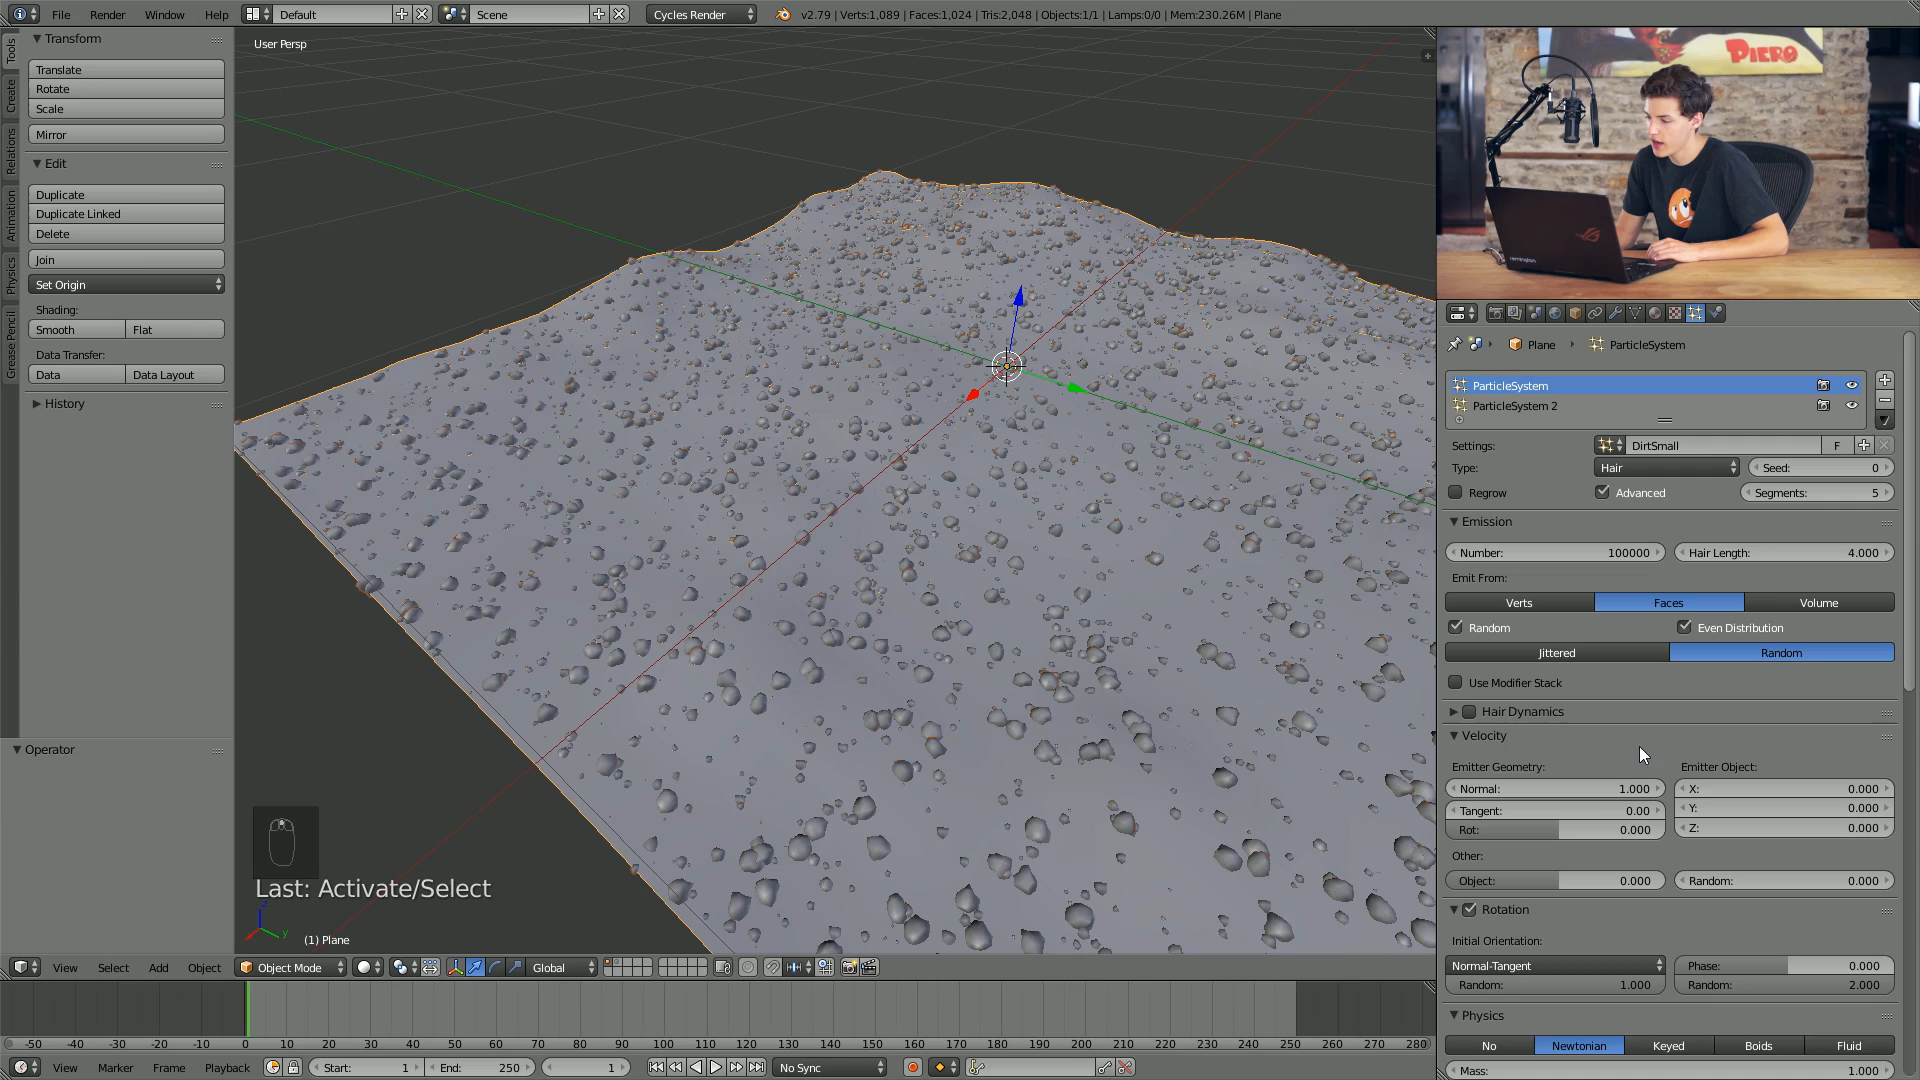 File Render Window Help Default Scene Cycles Render v2.79 | Verts:1,089 | Faces:1,024 | Tris:2,048 | Objects:1/1 | Lamps:0/0 | Mem:230.26M | Plane
Tools
Create
Relations
Animation
Physics
Grease Pencil
Transform
Translate
Rotate
Scale
Mirror
Edit
Duplicate
Duplicate Linked
Delete
Join
Set Origin
Shading:
Smooth Flat
Data Transfer:
Data Data Layout
History
Operator
User Persp
Last: Activate/Select
(1) Plane
PIERO
remington
Plane ParticleSystem
ParticleSystem
ParticleSystem 2
Settings: DirtSmall F
Type: Hair Seed: 0
Regrow Advanced Segments: 5
Emission
Number: 100000 Hair Length: 4.000
Emit From:
Verts Faces Volume
Random Even Distribution
Jittered Random
Use Modifier Stack
Hair Dynamics
Velocity
Emitter Geometry: Emitter Object:
Normal: 1.000 X: 0.000
Tangent: 0.00 Y: 0.000
Rot: 0.000 Z: 0.000
Other:
Object: 0.000 Random: 0.000
Rotation
Initial Orientation:
Normal-Tangent Phase: 0.000
Random: 1.000 Random: 2.000
Physics
No Newtonian Keyed Boids Fluid
Mass: 1.000
View Select Add Object Object Mode Global
-50 -40 -30 -20 -10 0 10 20 30 40 50 60 70 80 90 100 110 120 130 140 150 160 170 180 190 200 210 220 230 240 250 260 270 280
View Marker Frame Playback Start: 1 End: 250 1 No Sync